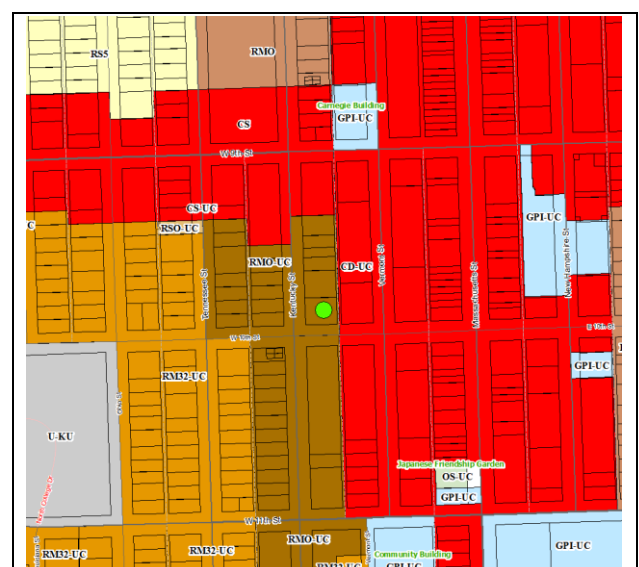 RS5
RMO
Carnegie Building
GPI-UC
CS
W 9th St
CS-UC
C
RSO-UC
GPI-UC
Tennessee St
RMO-UC
Kentucky St
CD-UC
Vermont St
Massachusetts St
New Hampshire St
W 10th St
E 10th St
GPI-UC
RM32-UC
U-KU
Japanese Friendship Garden
OS-UC
GPI-UC
W 11th St
RM32-UC
RM32-UC
RMO-UC
RM32-UC
Community Building
GPI-UC